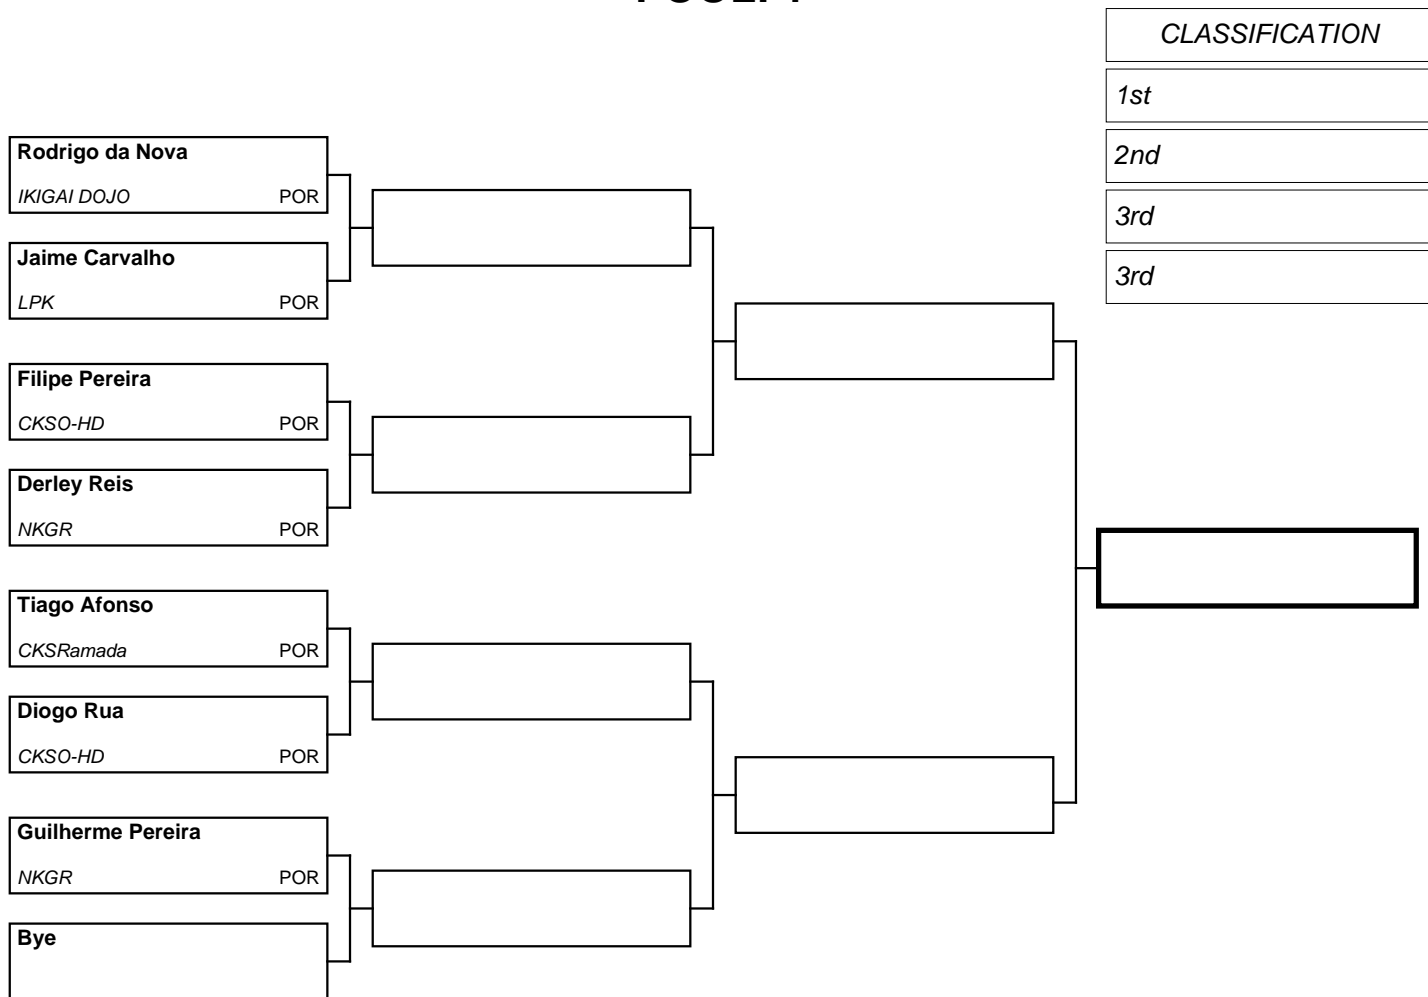 CLASSIFICATION
1st
2nd
3rd
3rd
Rodrigo da Nova
IKIGAI DOJO POR
Jaime Carvalho
LPK POR
Filipe Pereira
CKSO-HD POR
Derley Reis
NKGR POR
Tiago Afonso
CKSRamada POR
Diogo Rua
CKSO-HD POR
Guilherme Pereira
NKGR POR
Bye